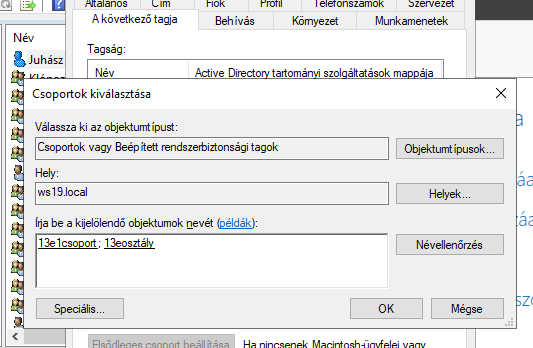 Általános Cím Fiók Profil Telefonszámok Szervezet
A következő tagja Behívás Környezet Munkamenetek
Név
Tagság:
Juhász
Név Active Directory tartományi szolgáltatások mappája
Csoportok kiválasztása
Válassza ki az objektumtípust:
Csoportok vagy Beépített rendszerbiztonsági tagok
Objektumtípusok...
Hely:
ws19.local
Helyek...
Írja be a kijelölendő objektumok nevét (példák):
13e1csoport; 13eosztály
Névellenőrzés
Speciális...
OK
Mégse
Elsődleges csoport beállítása
Ha nincsenek Macintosh-ügyfelei vagy